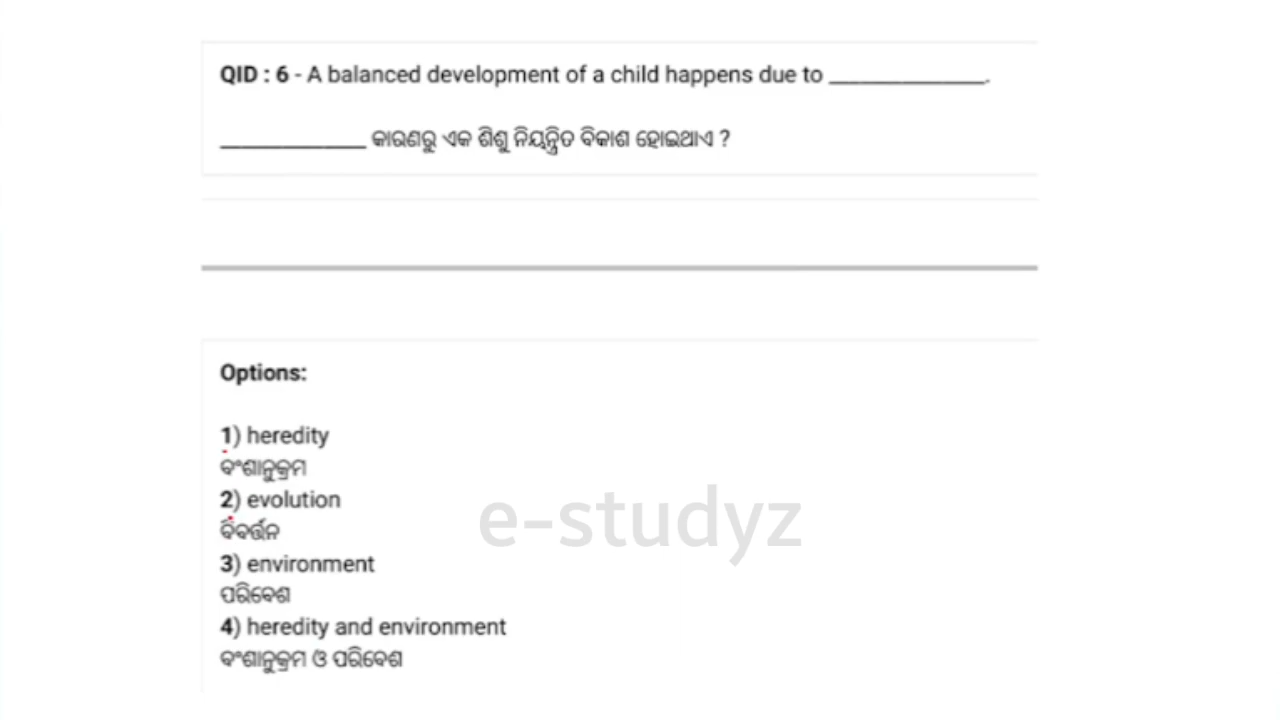 QID : 6 - A balanced development of a child happens due to ______________.
_____________ କାରଣରୁ ଏକ ଶିଶୁ ନିୟନ୍ତ୍ରିତ ବିକାଶ ହୋଇଥାଏ ?
Options:
1) heredity
ବଂଶାନୁକ୍ରମ
2) evolution
ବିବର୍ତ୍ତନ
3) environment
ପରିବେଶ
4) heredity and environment
ବଂଶାନୁକ୍ରମ ଓ ପରିବେଶ
e-studyz